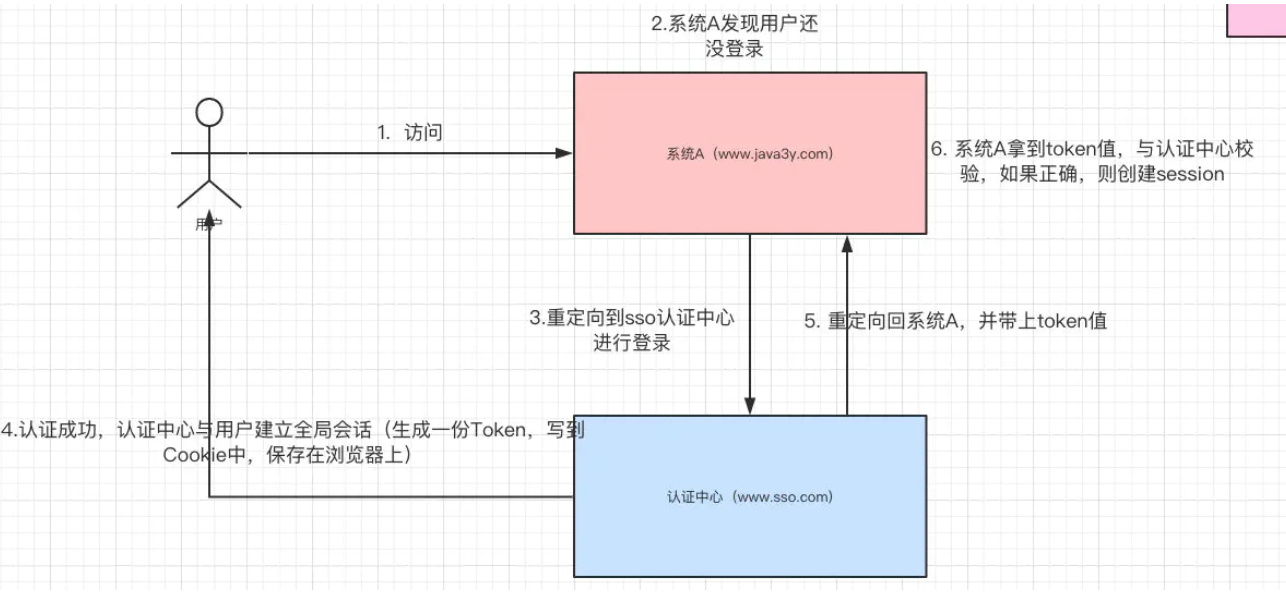 2.系统A发现用户还
没登录
1. 访问
系统A（www.java3y.com）
6. 系统A拿到token值，与认证中心校
验，如果正确，则创建session
用户
3.重定向到sso认证中心
进行登录
5. 重定向回系统A，并带上token值
4.认证成功，认证中心与用户建立全局会话（生成一份Token，写到
Cookie中，保存在浏览器上）
认证中心（www.sso.com）